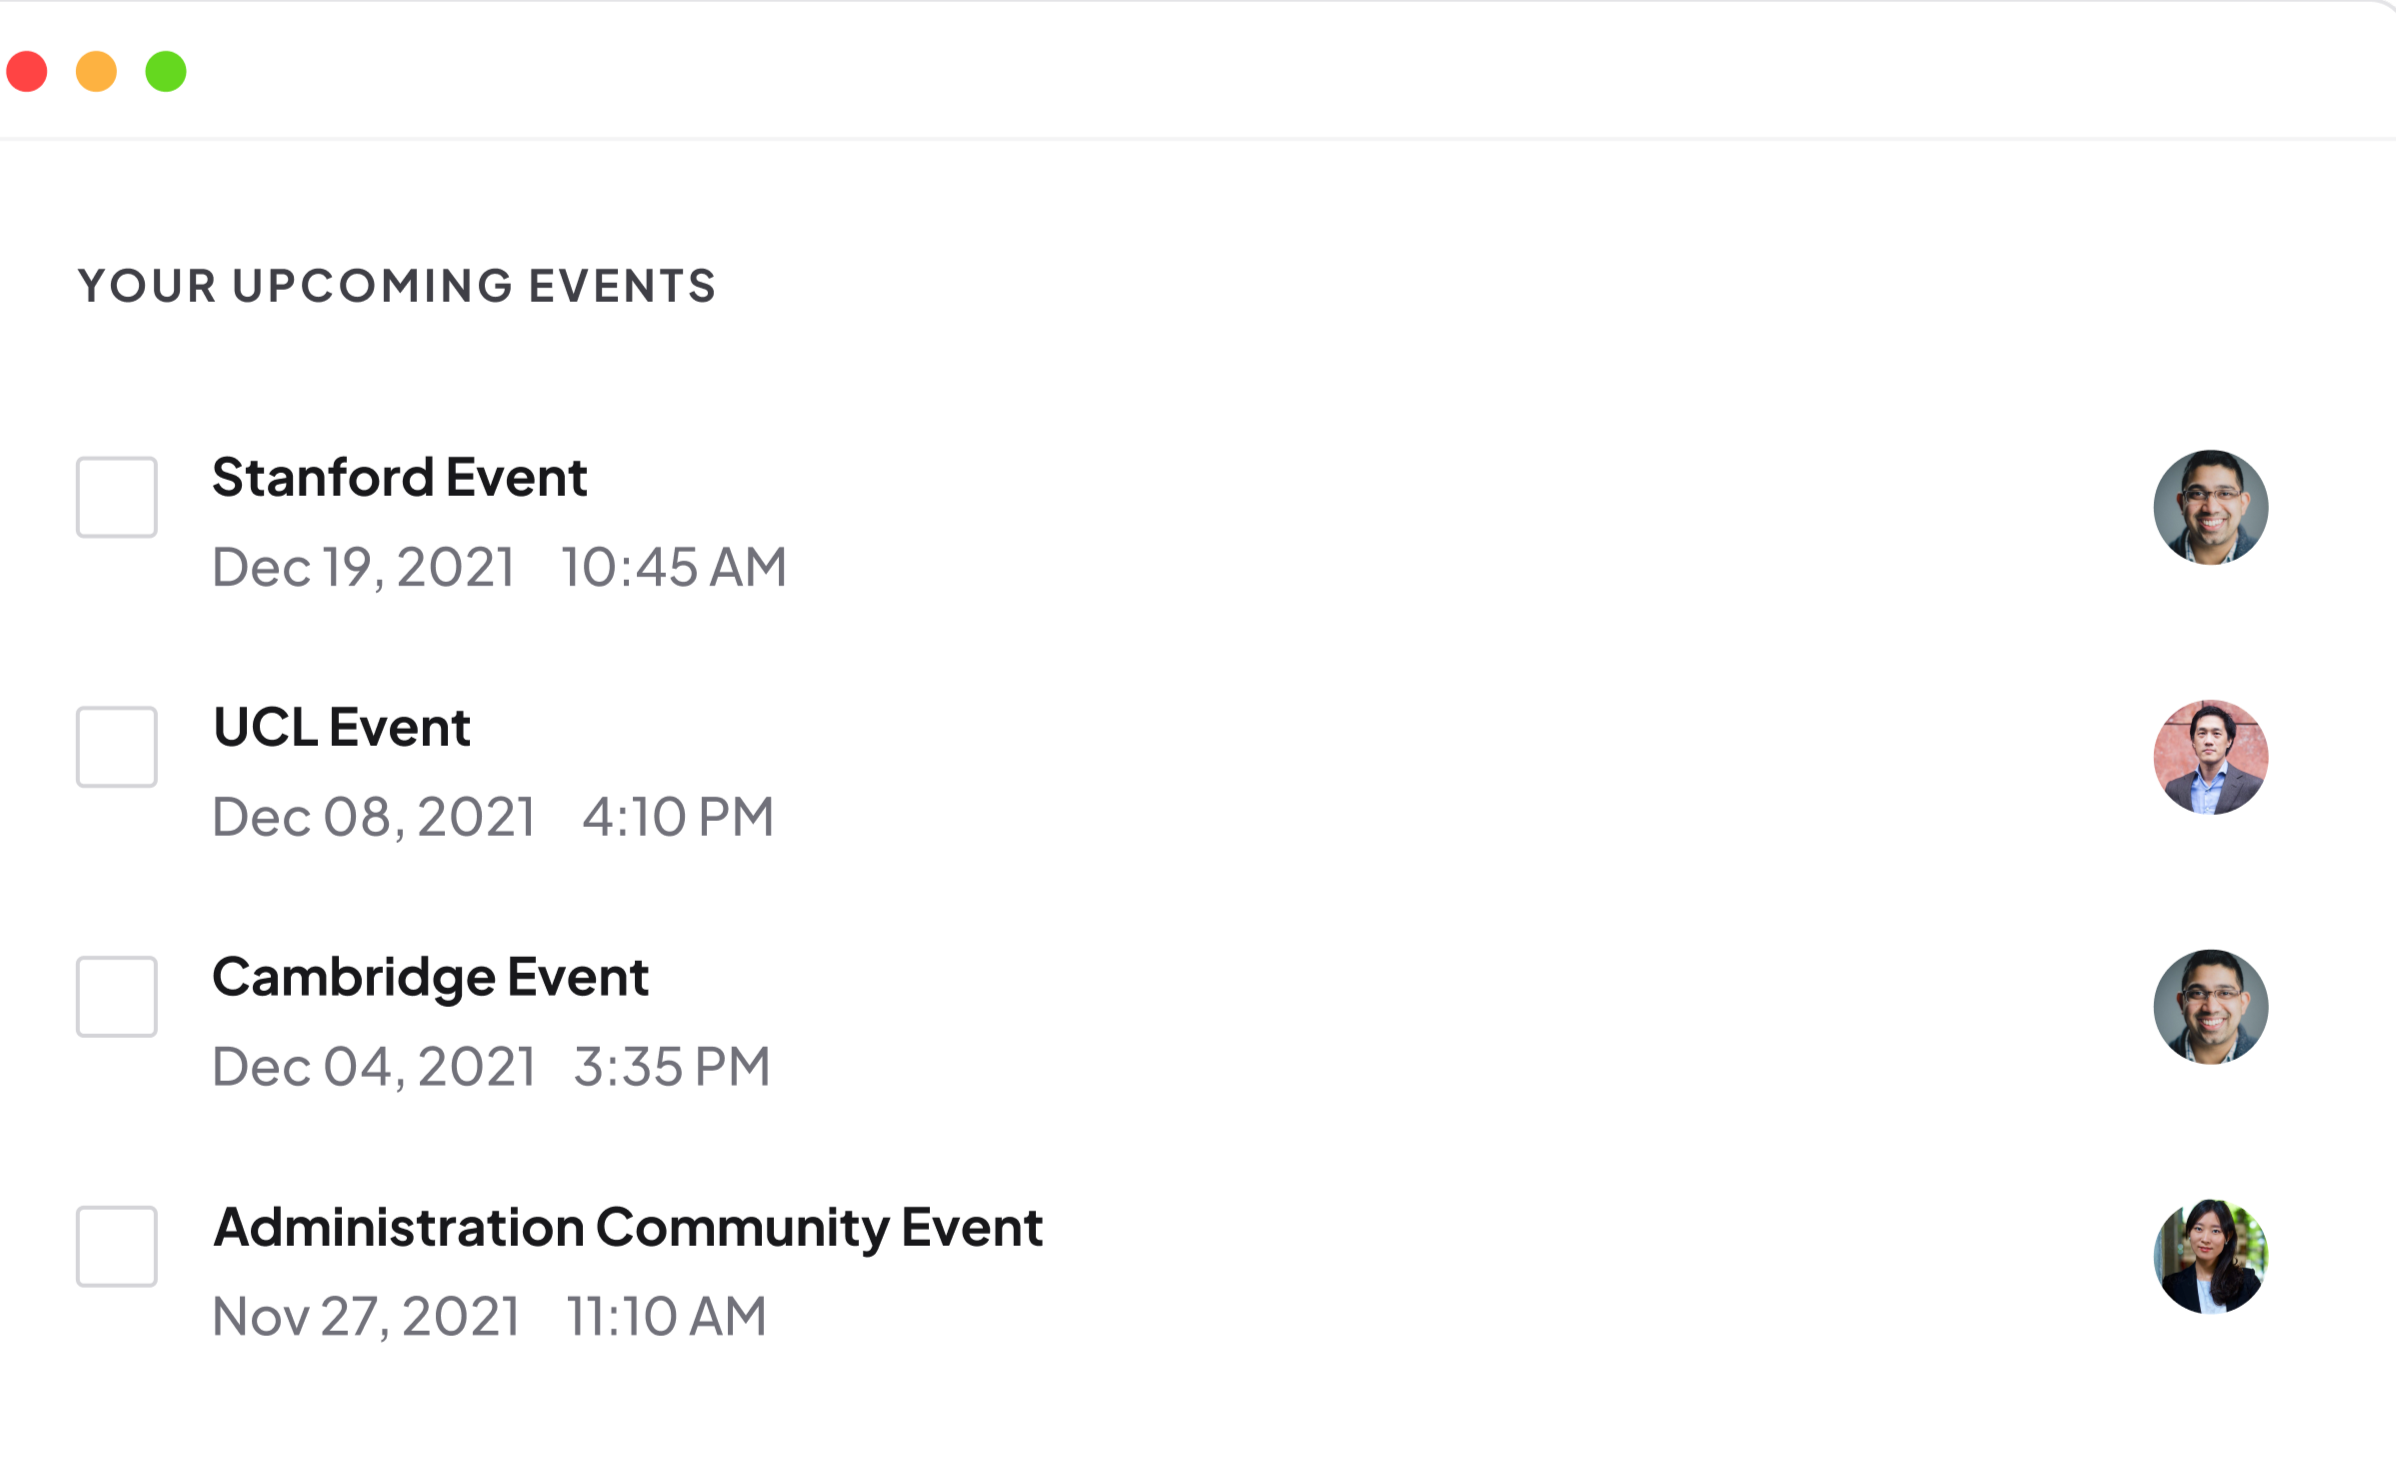 YOUR UPCOMING EVENTS
Stanford Event
Dec 19, 2021 10:45 AM
UCL Event
Dec 08, 2021 4:10 PM
Cambridge Event
Dec 04, 2021 3:35 PM
Administration Community Event
Nov 27, 2021 11:10 AM